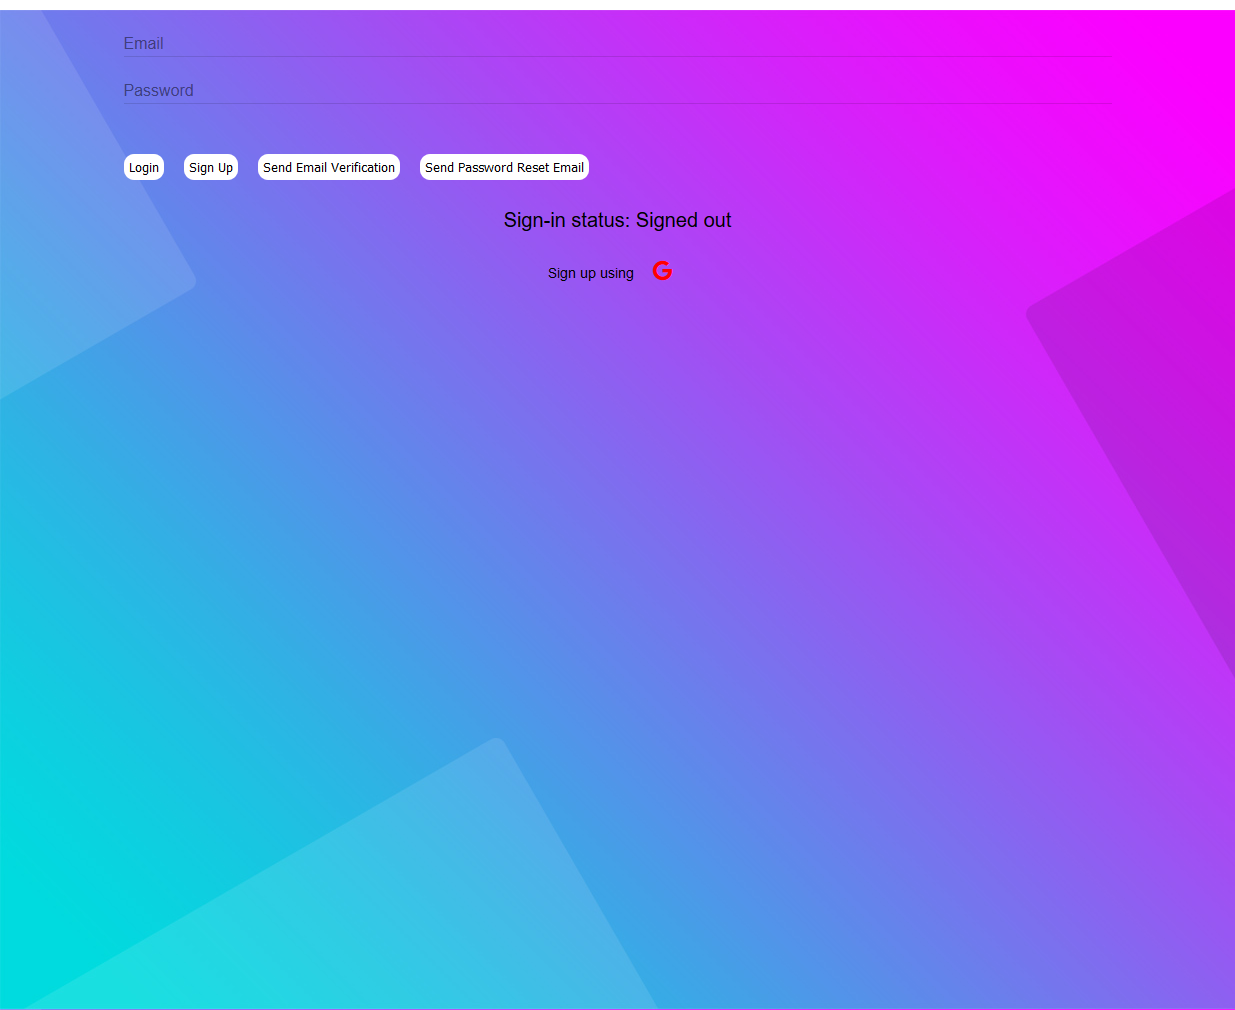 Email
Password
Login Sign Up Send Email Verification Send Password Reset Email
Sign-in status: Signed out
Sign up using G